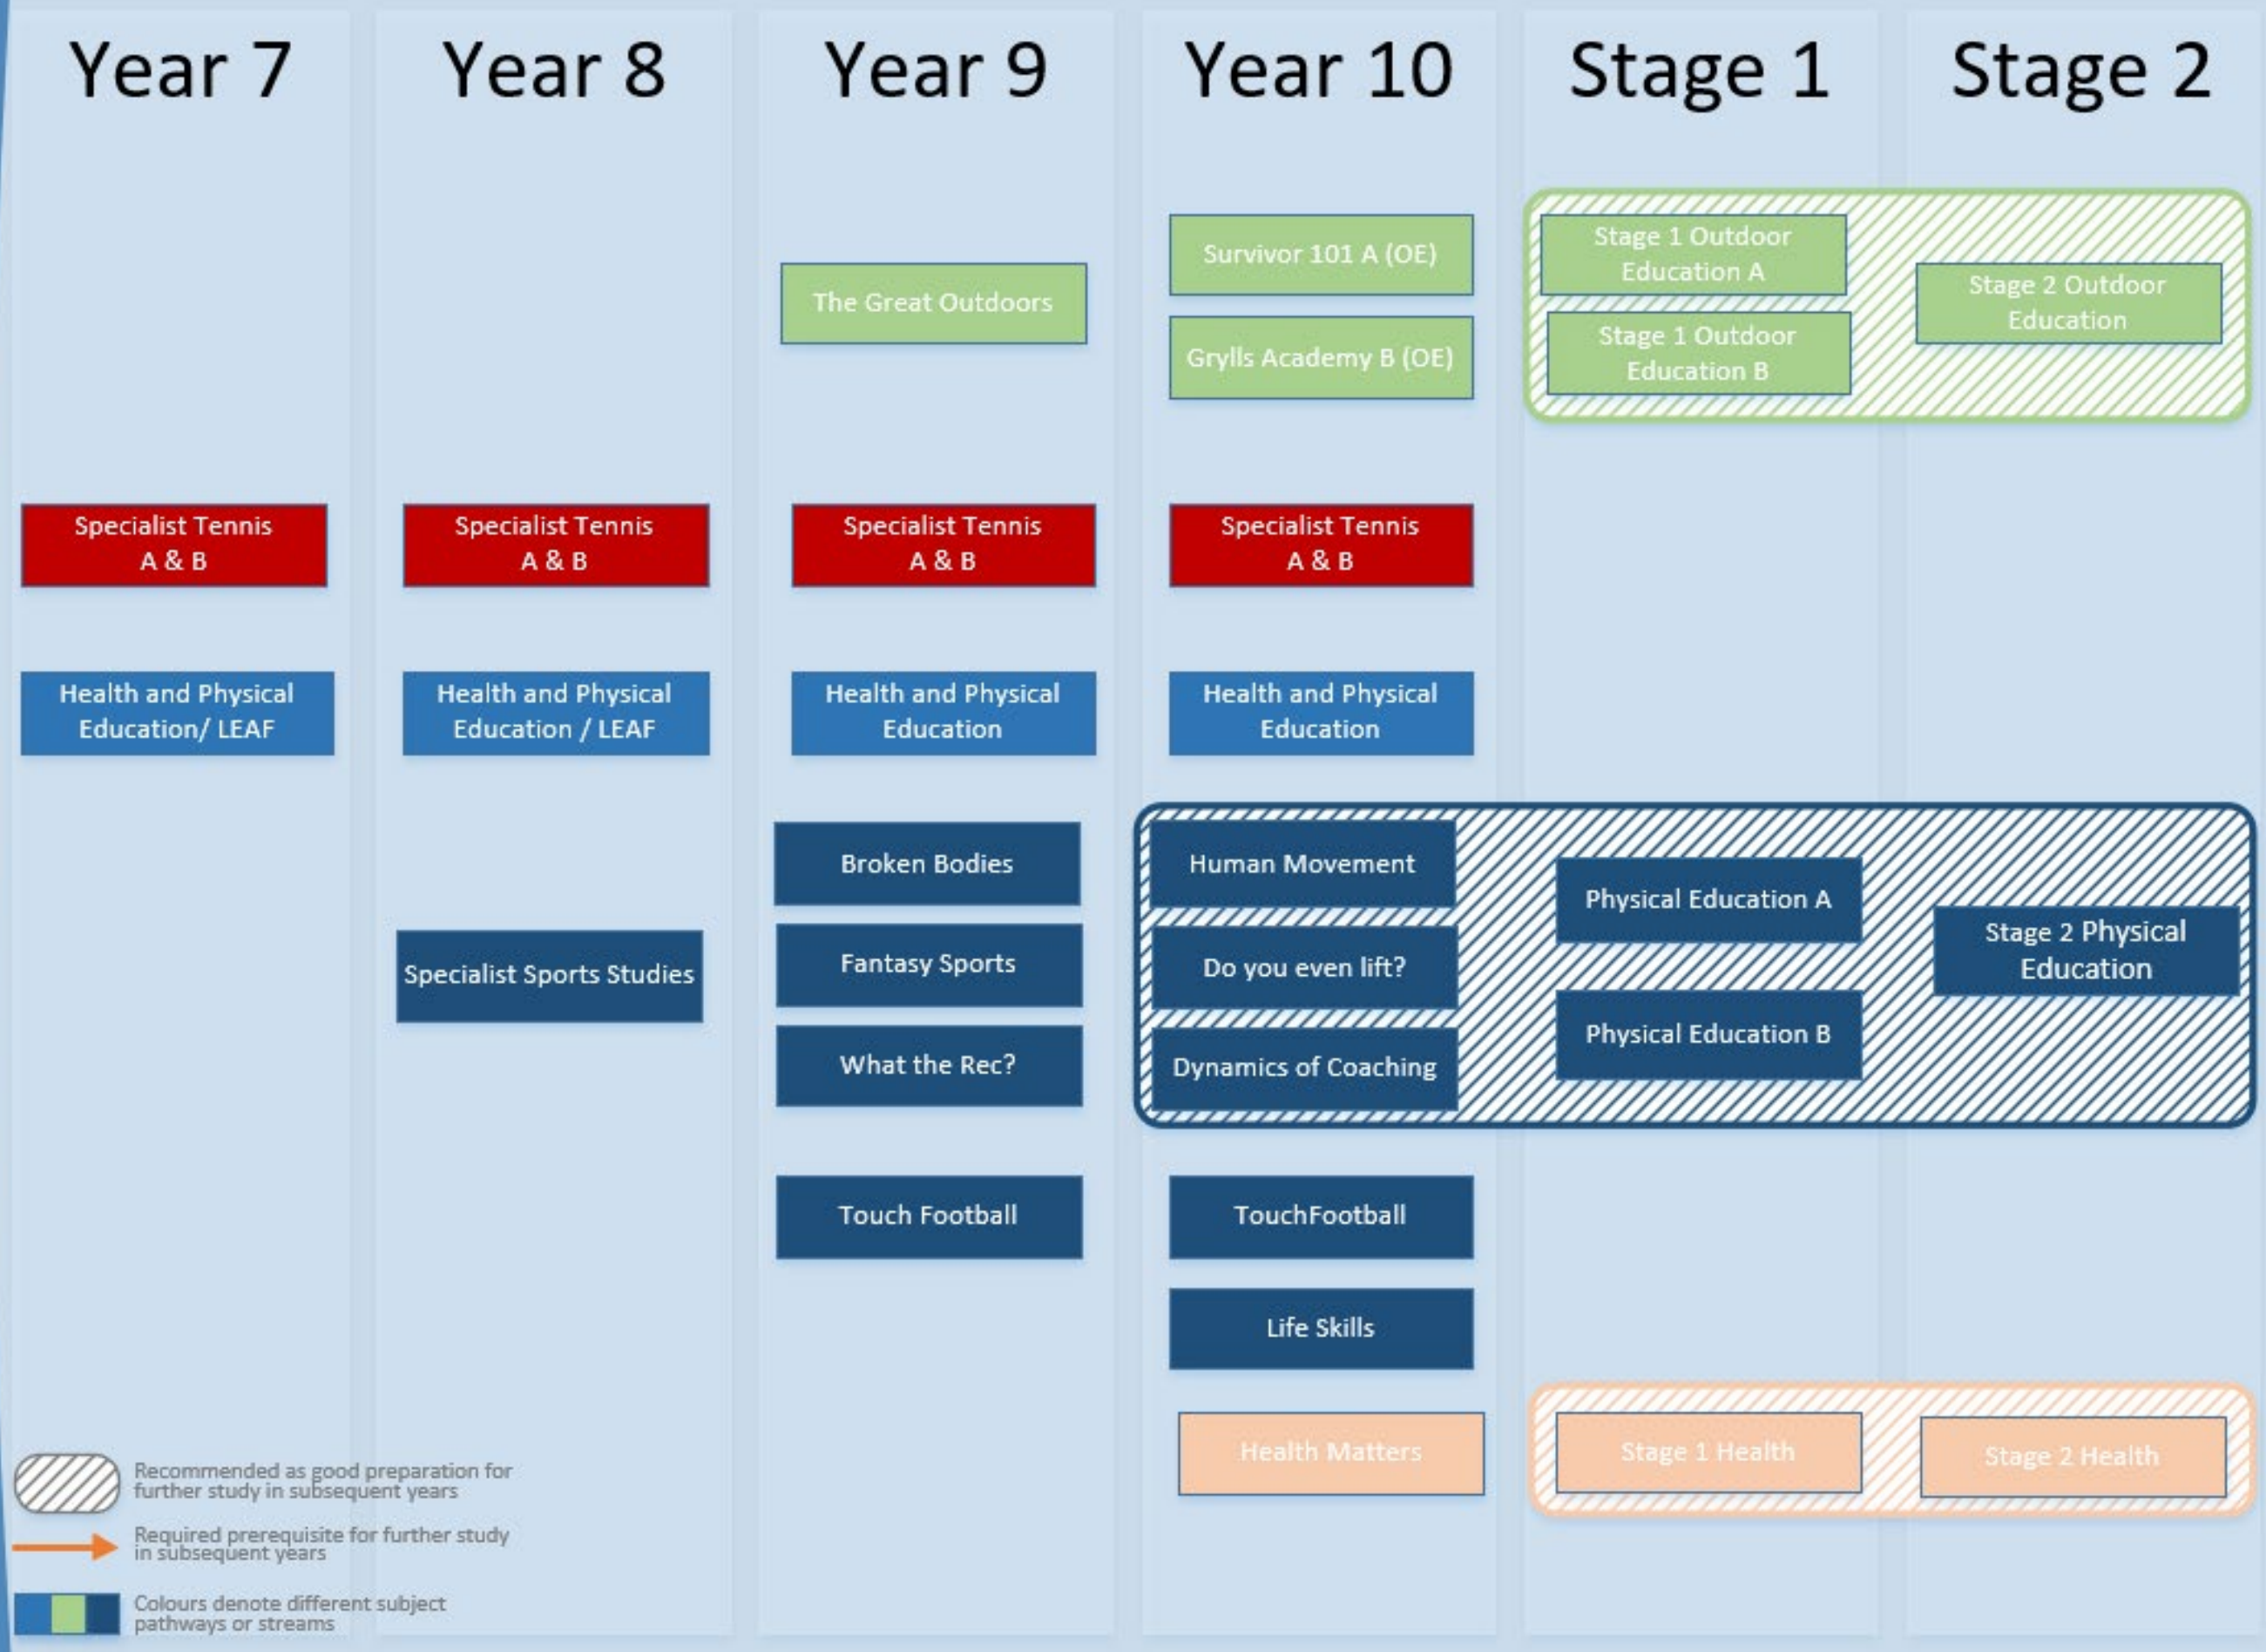 Year 7
Year 8
Year 9
Year 10
Stage 1
Stage 2
The Great Outdoors
Survivor 101 A (OE)
Grylls Academy B (OE)
Stage 1 Outdoor
Education A
Stage 1 Outdoor
Education B
Stage 2 Outdoor
Education
Specialist Tennis
A & B
Specialist Tennis
A & B
Specialist Tennis
A & B
Specialist Tennis
A & B
Health and Physical
Education/ LEAF
Health and Physical
Education / LEAF
Health and Physical
Education
Health and Physical
Education
Specialist Sports Studies
Broken Bodies
Fantasy Sports
What the Rec?
Human Movement
Do you even lift?
Dynamics of Coaching
Physical Education A
Physical Education B
Stage 2 Physical
Education
Touch Football
TouchFootball
Life Skills
Health Matters
Stage 1 Health
Stage 2 Health
Recommended as good preparation for
further study in subsequent years
Required prerequisite for further study
in subsequent years
Colours denote different subject
pathways or streams